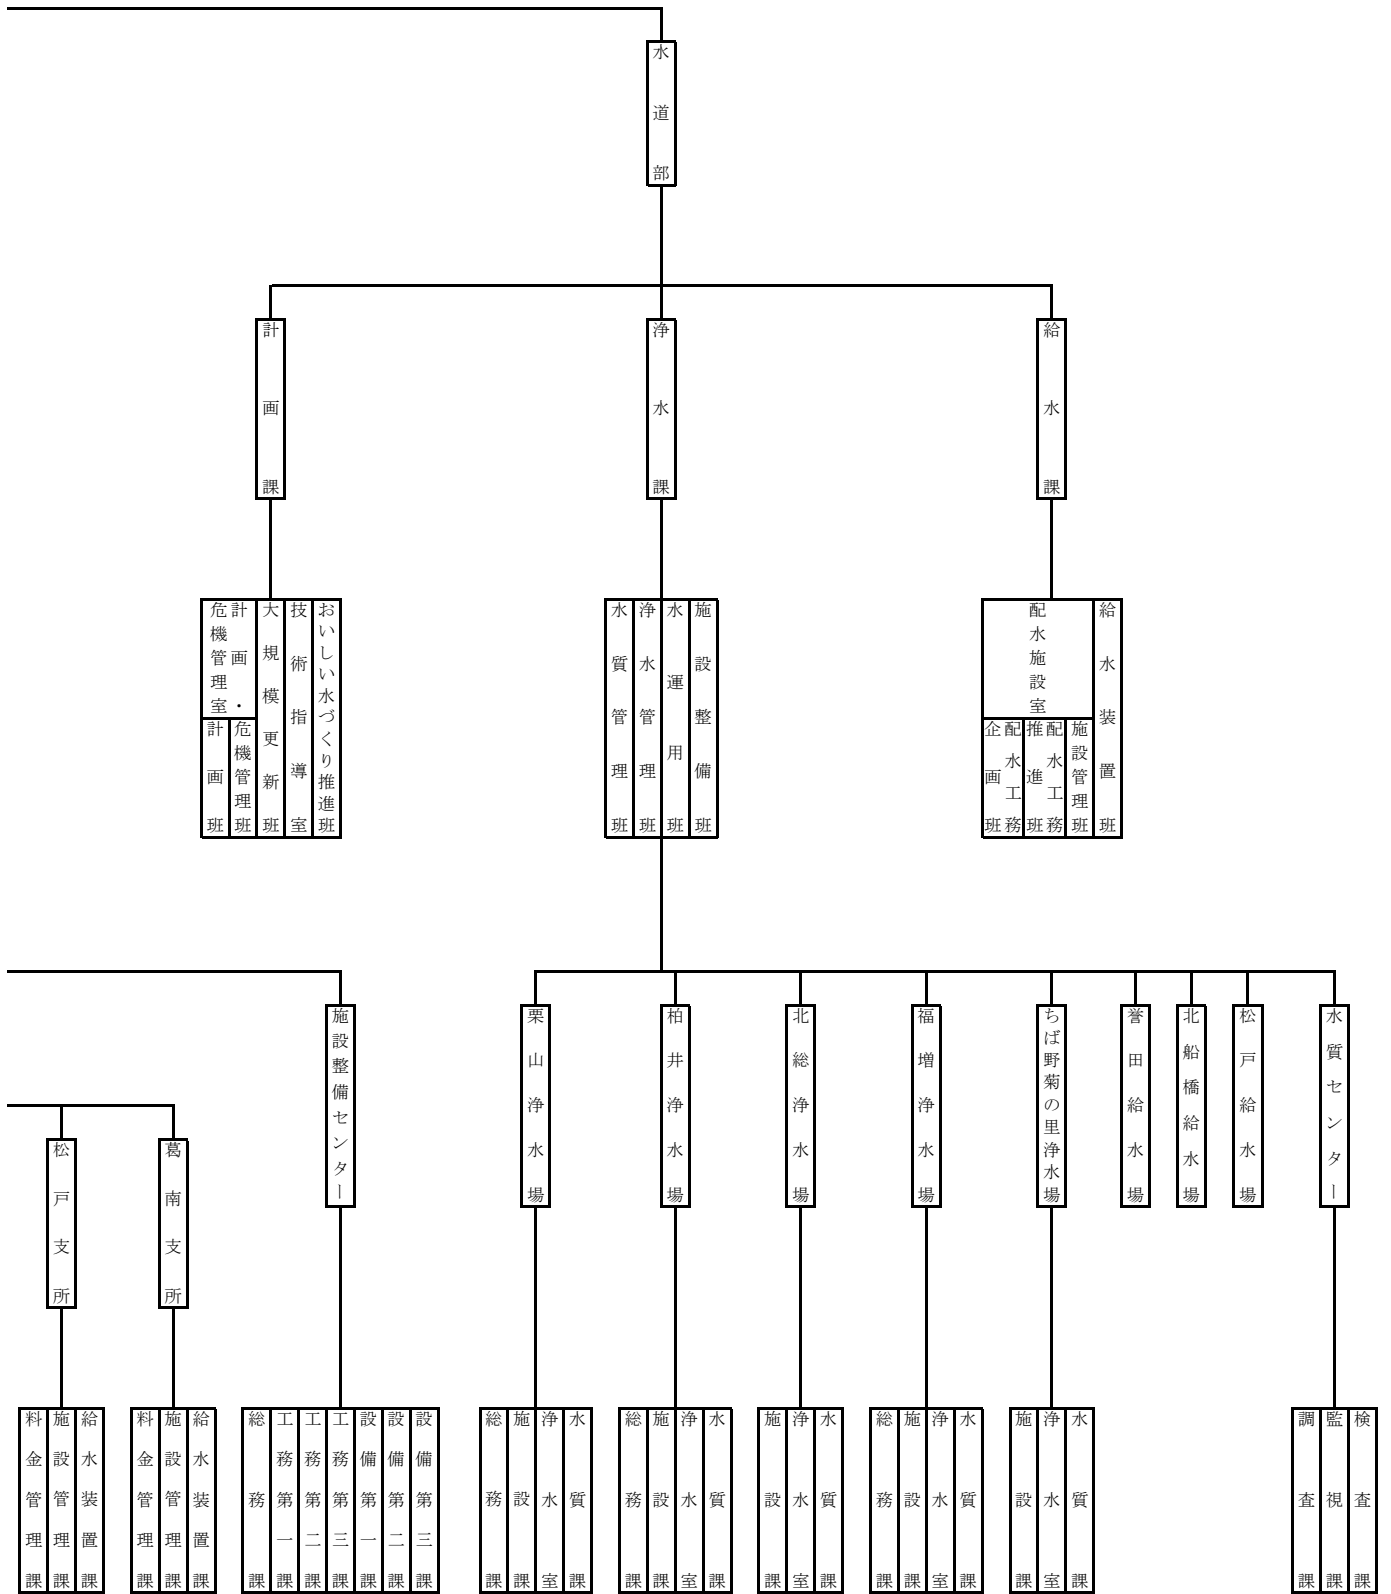 水道部
計画課
浄水課
給水課
計画・
危機管理室
計画班
危機管理班
大規模更新班
技術指導室
おいしい水づくり推進班
水質管理班
浄水管理班
水運用班
施設整備班
配水施設室
配水工務
企画班
配水工務
推進班
施設管理班
給水装置班
施設整備センター
栗山浄水場
柏井浄水場
北総浄水場
福増浄水場
ちば野菊の里浄水場
誉田給水場
北船橋給水場
松戸給水場
水質センター
松戸支所
葛南支所
料金管理課
施設管理課
給水装置課
料金管理課
施設管理課
給水装置課
総務課
工務第一課
工務第二課
工務第三課
設備第一課
設備第二課
設備第三課
総務課
施設課
浄水室
水質課
総務課
施設課
浄水室
水質課
施設課
浄水室
水質課
総務課
施設課
浄水室
水質課
施設課
浄水室
水質課
調査課
監視課
検査課